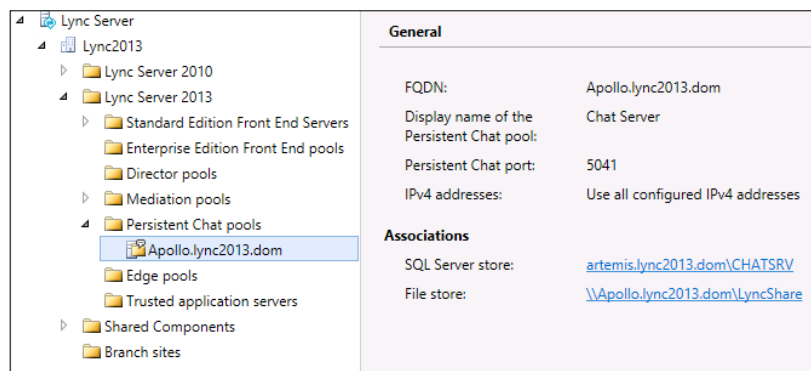 Lync Server
Lync2013
Lync Server 2010
Lync Server 2013
Standard Edition Front End Servers
Enterprise Edition Front End pools
Director pools
Mediation pools
Persistent Chat pools
Apollo.lync2013.dom
Edge pools
Trusted application servers
Shared Components
Branch sites
General
FQDN: Apollo.lync2013.dom
Display name of the Chat Server
Persistent Chat pool:
Persistent Chat port: 5041
IPv4 addresses: Use all configured IPv4 addresses
Associations
SQL Server store: artemis.lync2013.dom\CHATSRV
File store: \\Apollo.lync2013.dom\LyncShare